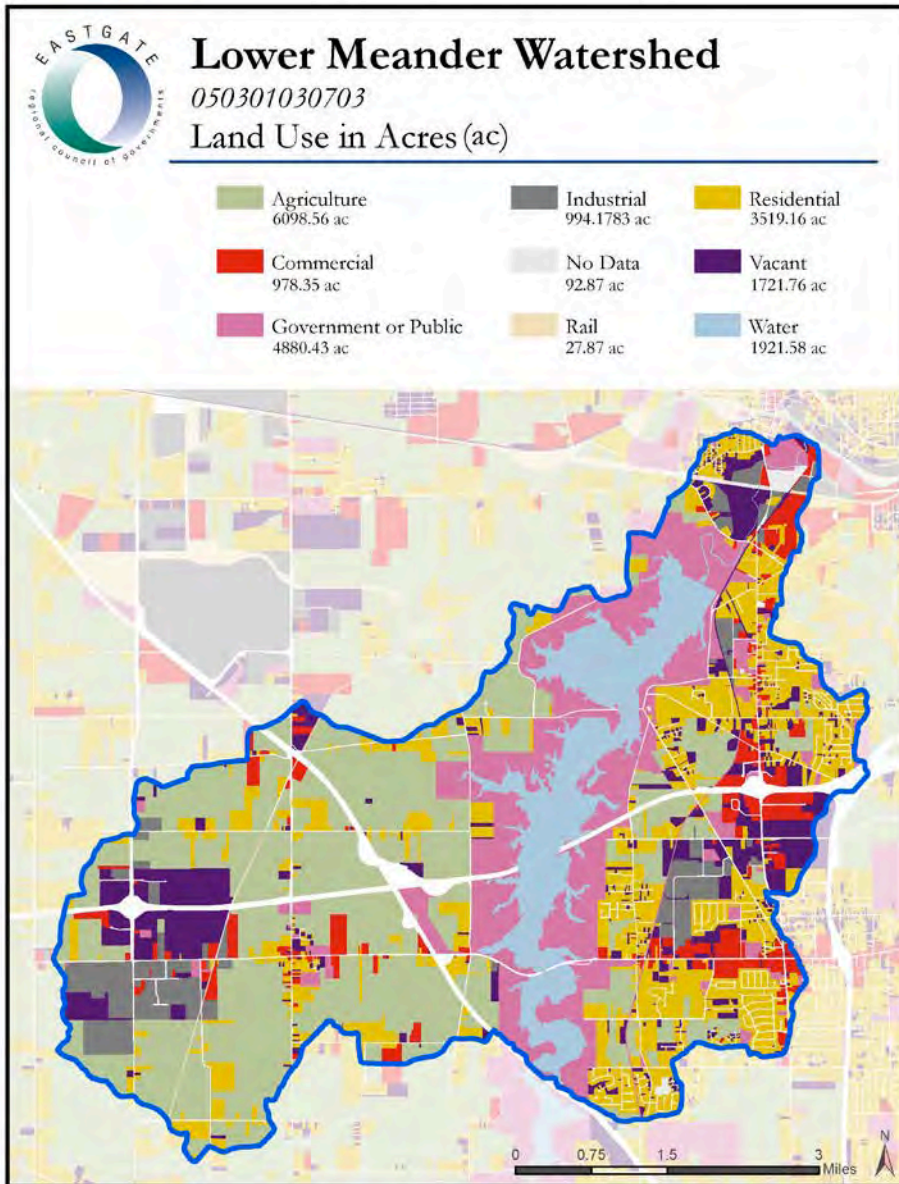 EASTGATE
regional council of governments
Lower Meander Watershed
050301030703
Land Use in Acres (ac)
Agriculture
6098.56 ac
Commercial
978.35 ac
Government or Public
4880.43 ac
Industrial
994.1783 ac
No Data
92.87 ac
Rail
27.87 ac
Residential
3519.16 ac
Vacant
1721.76 ac
Water
1921.58 ac
0 0.75 1.5 3
Miles
N